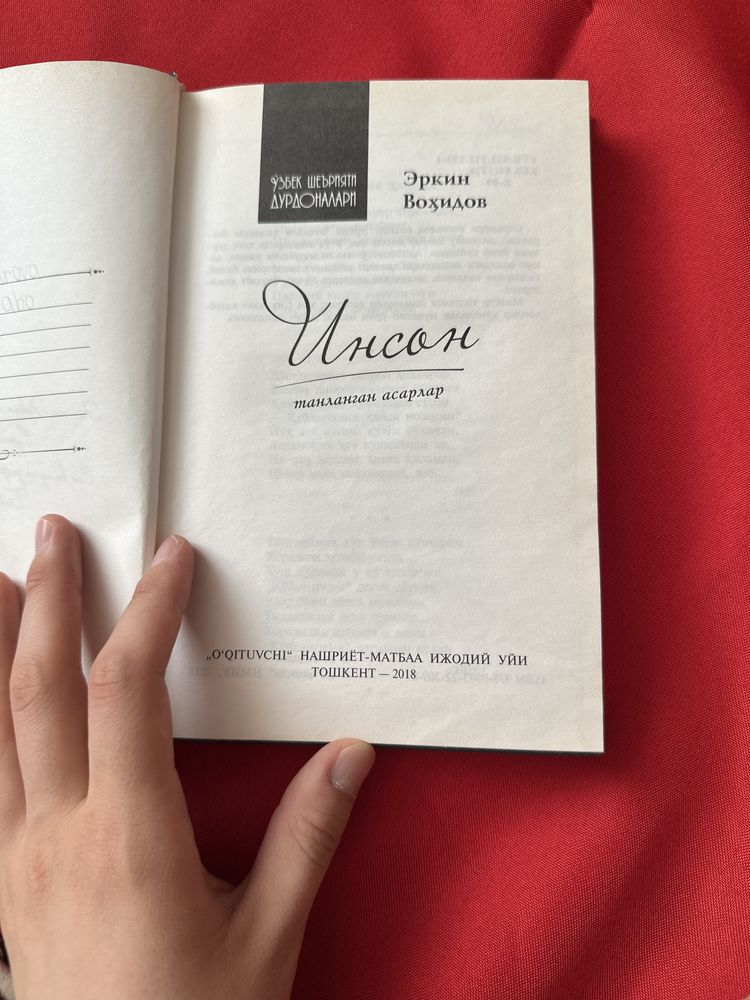 ЎЗБЕК ШЕЪРИЯТИ
ДУРДОНАЛАРИ
Эркин
Воҳидов
Инсон
танланган асарлар
„O‘QITUVCHI“ НАШРИЁТ-МАТБАА ИЖОДИЙ УЙИ
ТОШКЕНТ — 2018